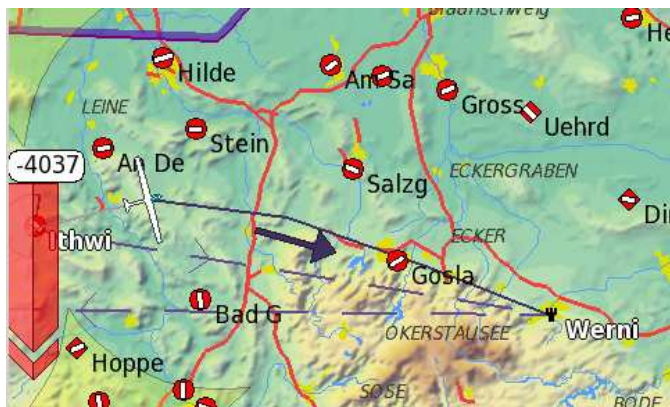 Braunschweig
He
Hilde
Am Sa
Gross
LEINE
Uehrd
Stein
An De
-4037
ECKERGRABEN
Salzg
Di
Ithwi
ECKER
Gosla
Bad G
Werni
OKERSTAUSEE
Hoppe
SÖSE
BODE